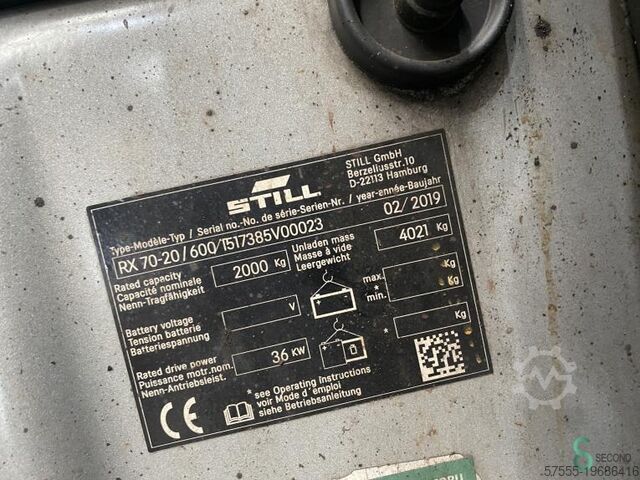 STILL
STILL GmbH
Berzeliusstr.10
D-22113 Hamburg
Type-Modèle-Typ / Serial no.-No. de série-Serien-Nr. / year-année-Baujahr
RX 70-20 / 600/ 1517385V00023 02 / 2019
Rated capacity
Capacité nominale
Nenn-Tragfähigkeit
2000 Kg
Unladen mass
Masse à vide
Leergewicht
4021 Kg
Battery voltage
Tension batterie
Batteriespannung
V
max. Kg
*
min. Kg
Rated drive power
Puissance motr.nom.
Nenn-Antriebsleist.
36 KW
* Kg
CE
* see Operating Instructions
voir Mode d'emploi
siehe Betriebsanleitung
SECOND
57555-19686416